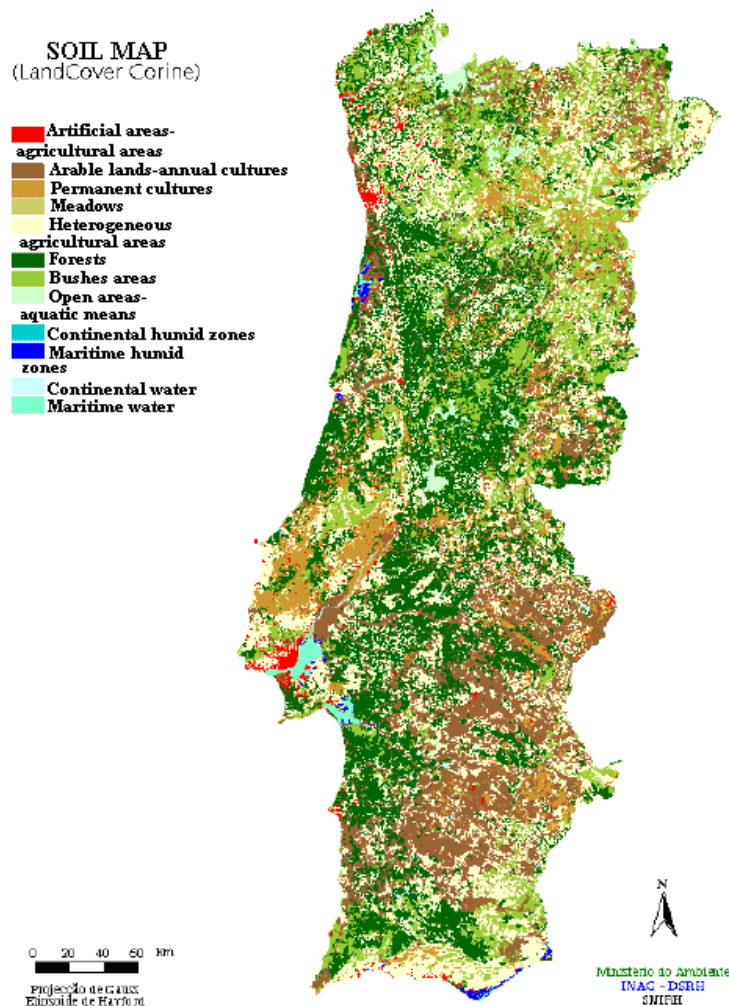 SOIL MAP
(LandCover Corine)
Artificial areas-
agricultural areas
Arable lands-annual cultures
Permanent cultures
Meadows
Heterogeneous
agricultural areas
Forests
Bushes areas
Open areas-
aquatic means
Continental humid zones
Maritime humid
zones
Continental water
Maritime water
N
0 20 40 60 Km
Projecção de Gauss
Elipsoide de Hayford
Ministério do Ambiente
INAG - DSRH
SNIRH